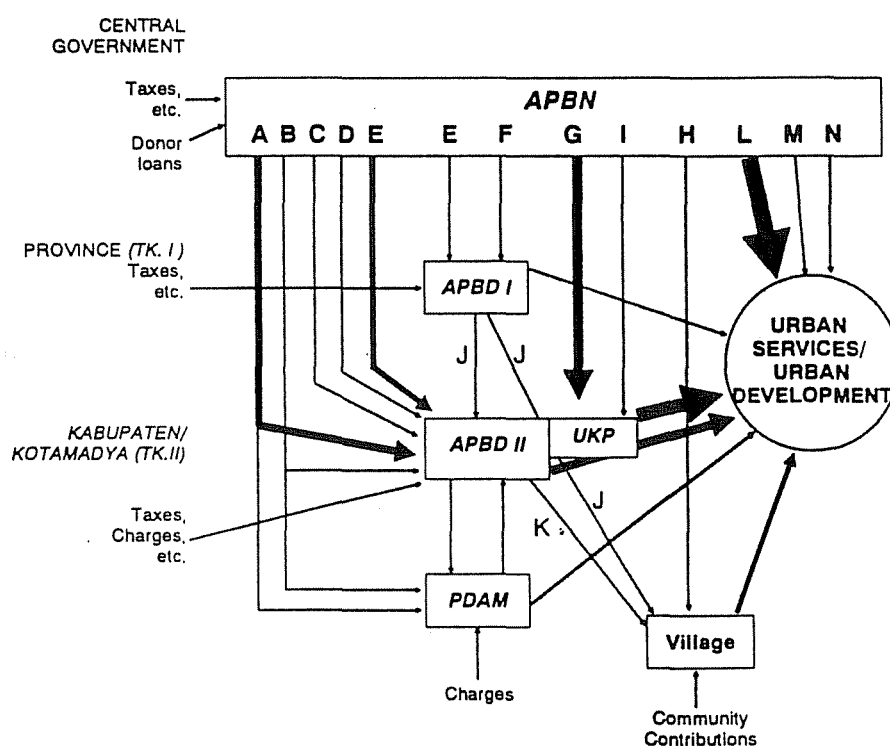 CENTRAL
GOVERNMENT
Taxes,
etc.
Donor
loans
APBN
A B C D E E F G I H L M N
PROVINCE (TK. I)
Taxes,
etc.
APBD I
J J
URBAN
SERVICES/
URBAN
DEVELOPMENT
KABUPATEN/
KOTAMADYA (TK.II)
APBD II
UKP
Taxes,
Charges,
etc.
K J
PDAM
Village
Charges
Community
Contributions